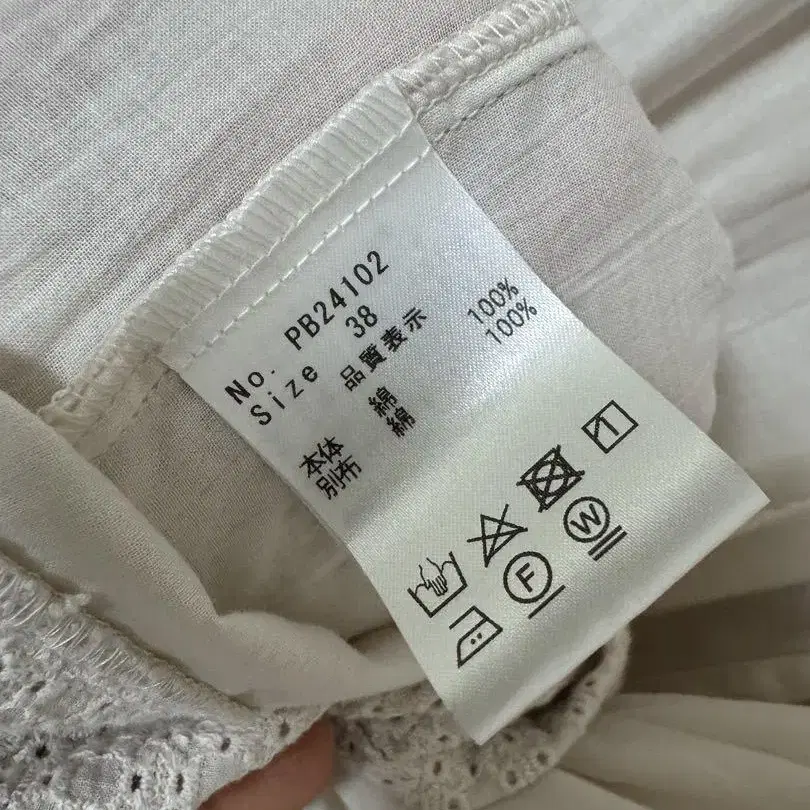 No. PB24102
Size 38
品質表示
本体 綿 100%
別布 綿 100%
F W